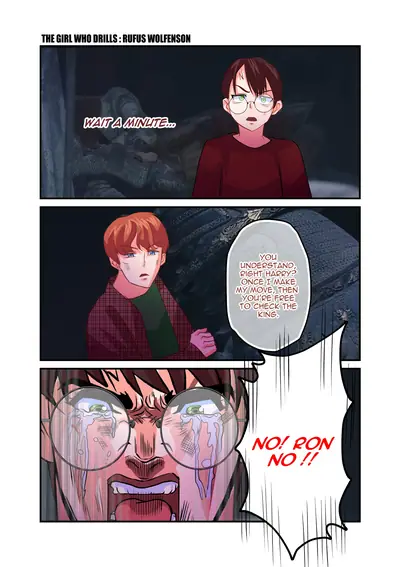 THE GIRL WHO DRILLS : RUFUS WOLFENSON
WAIT A MINUTE...
YOU
UNDERSTAND,
RIGHT HARRY?
ONCE I MAKE
MY MOVE, THEN
YOU'RE FREE
TO CHECK THE
KING.
NO! RON
NO !!